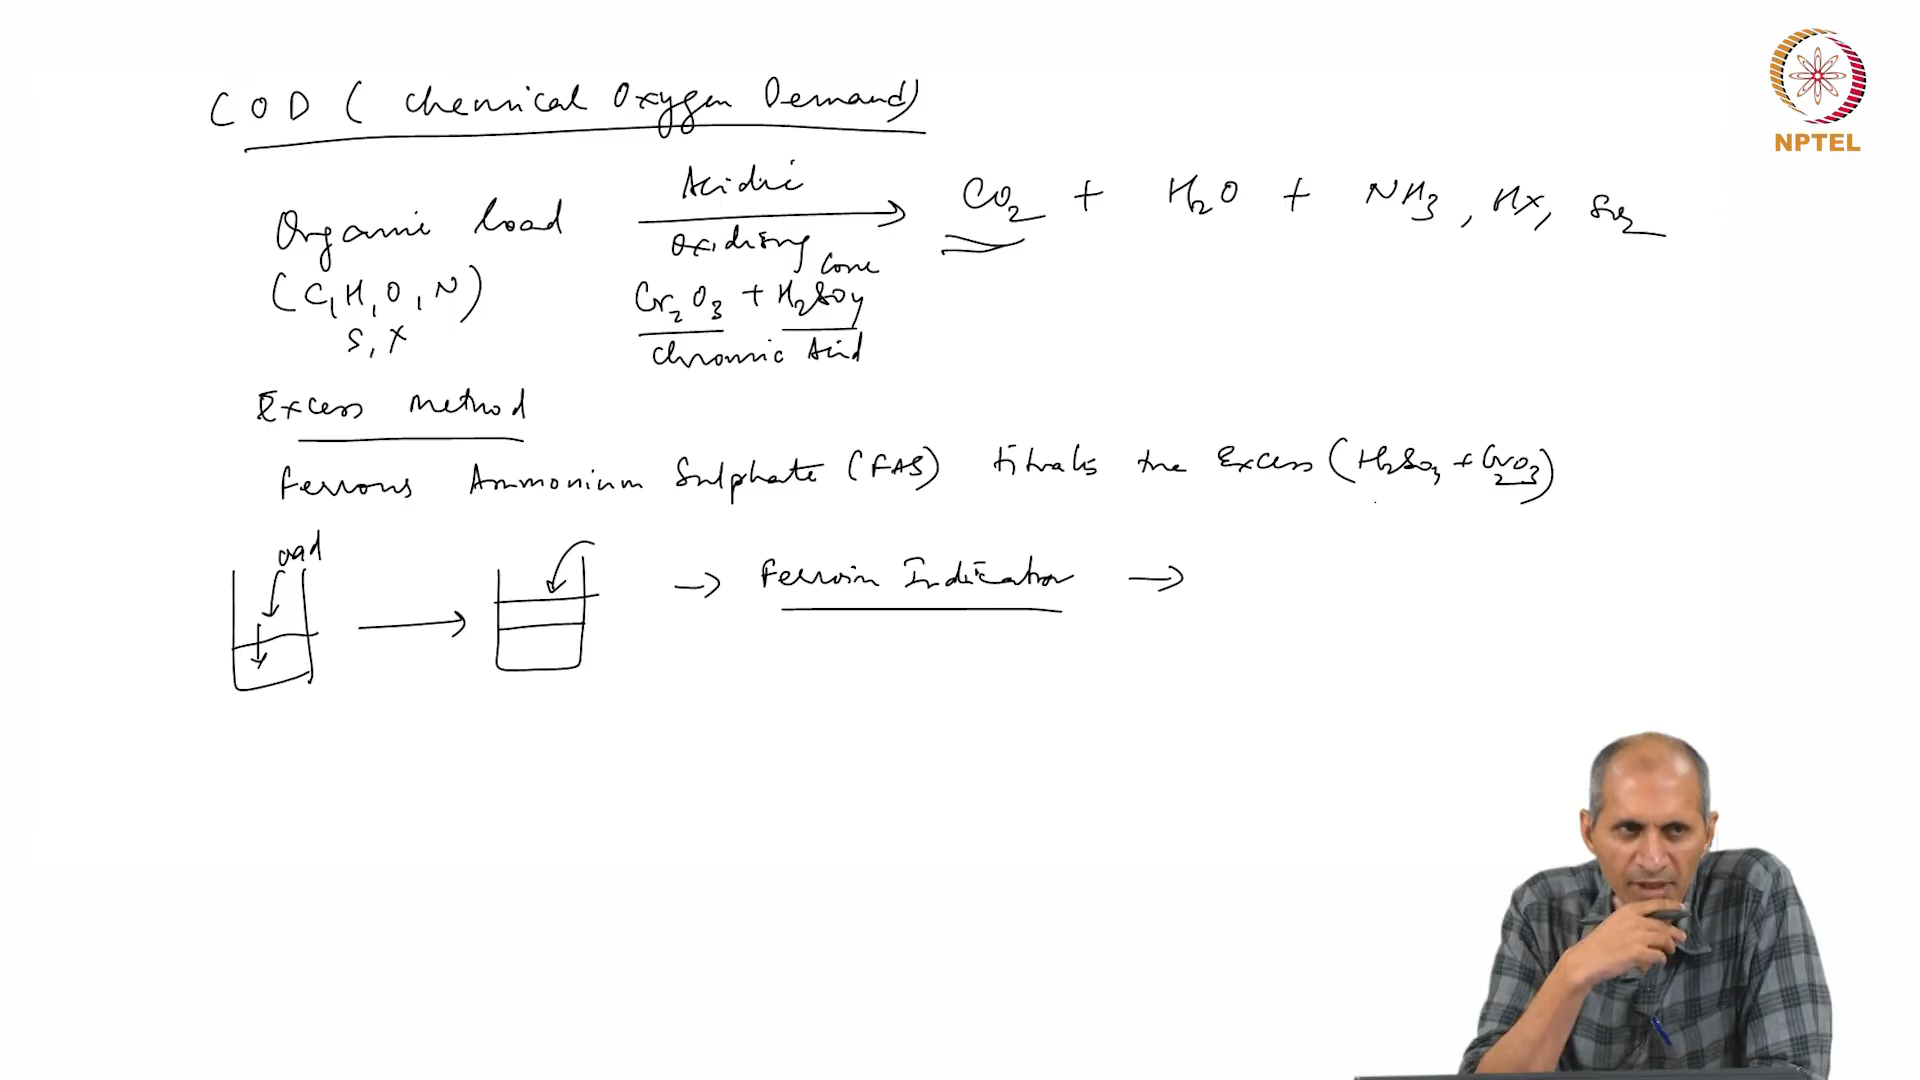 COD (Chemical Oxygen Demand)
NPTEL
Organic load
(C, H, O, N)
S, X
Acidic
Oxidising
Conc
Cr2O3 + H2SO4
Chromic Acid
CO2 + H2O + NH3, HX, SO2
Excess method
Ferrous Ammonium Sulphate (FAS) titrates the Excess (H2SO3 + Cr2O3)
oad
→ Ferroin Indicator →